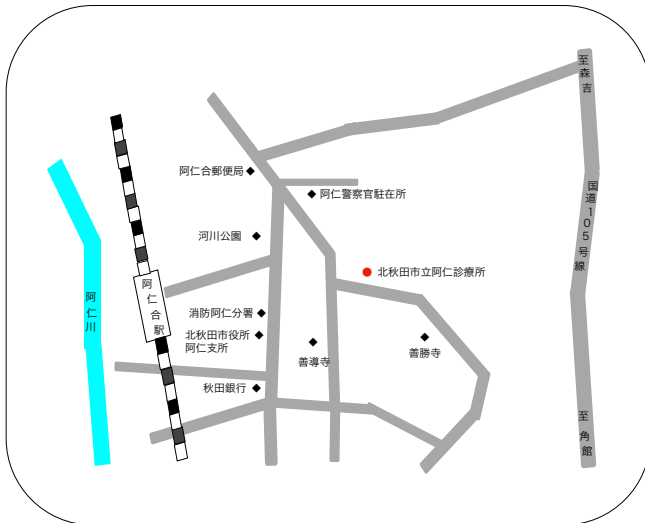 至森吉
阿仁合郵便局
阿仁警察官駐在所
国道105号線
河川公園
北秋田市立阿仁診療所
阿仁合駅
阿仁川
消防阿仁分署
北秋田市役所
阿仁支所
善導寺
善勝寺
秋田銀行
至角館